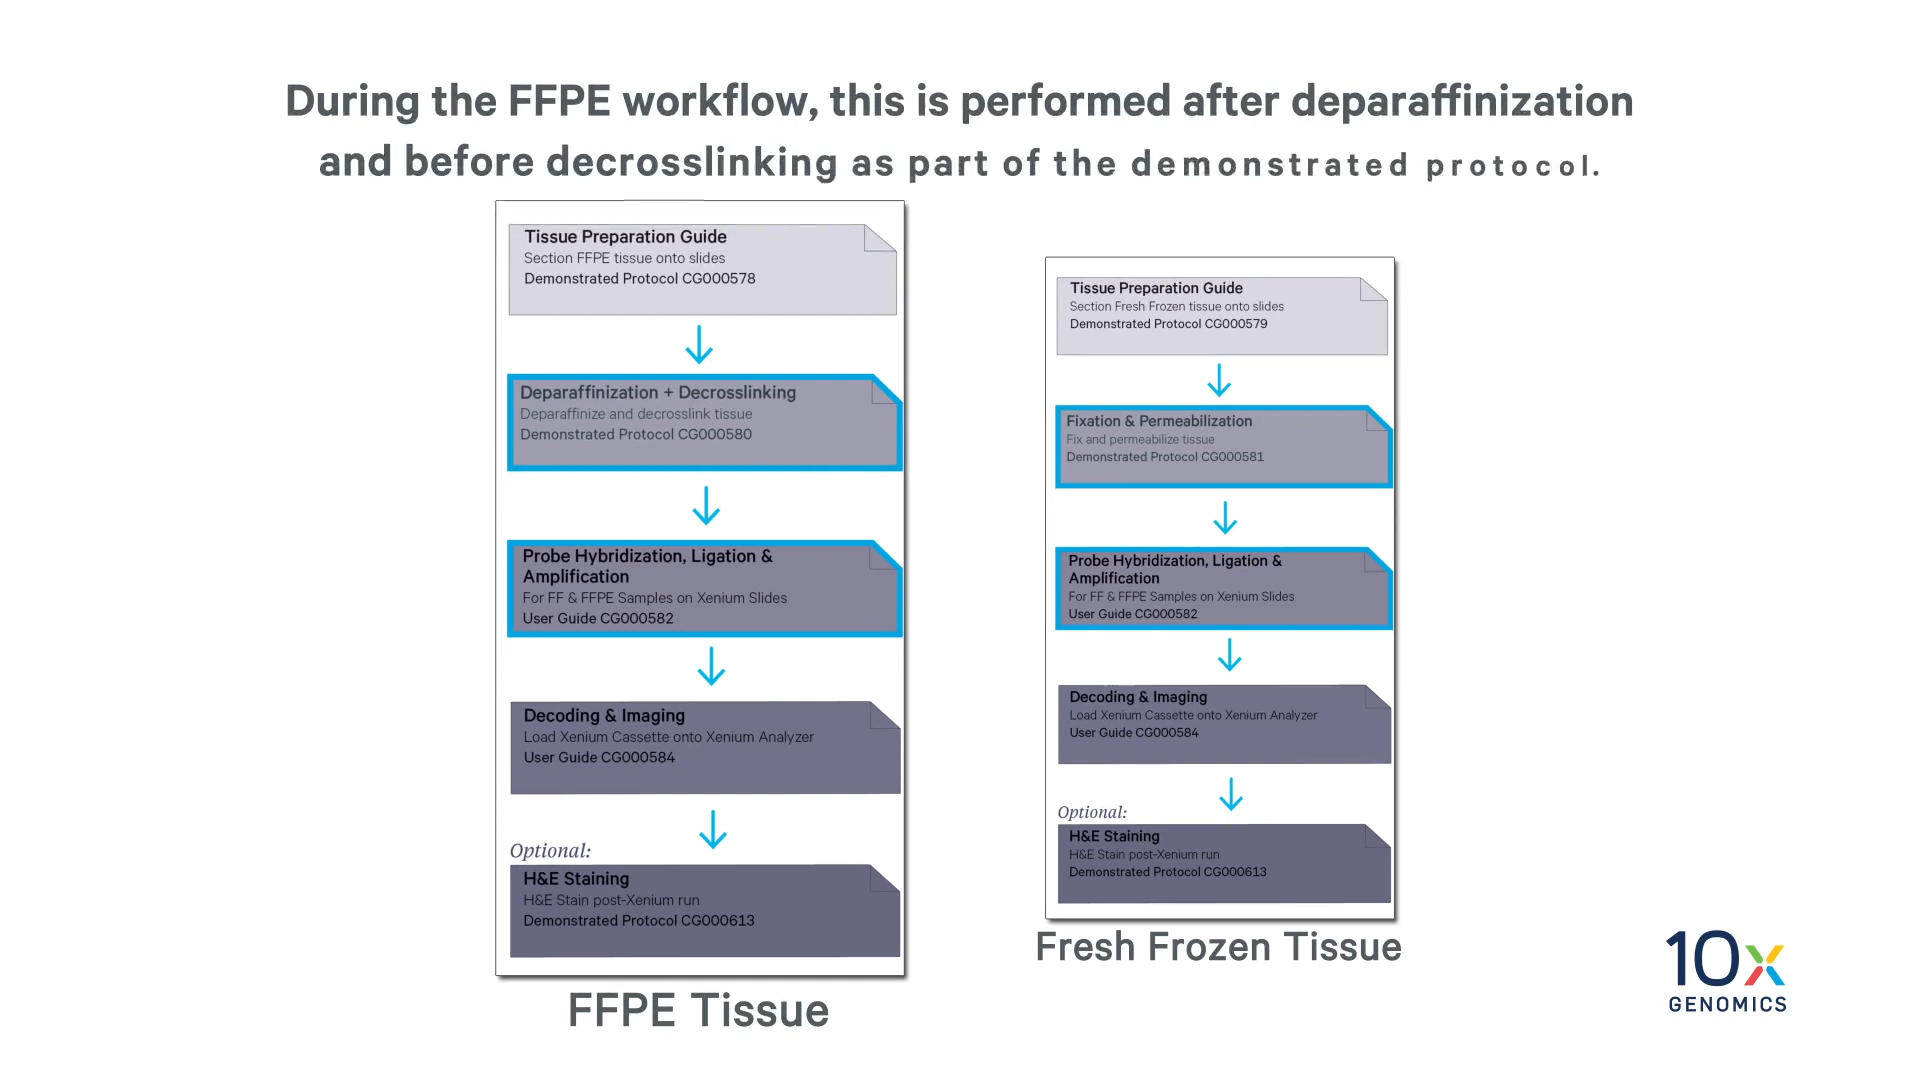 During the FFPE workflow, this is performed after deparaffinization
and before decrosslinking as part of the demonstrated protocol.
Tissue Preparation Guide
Section FFPE tissue onto slides
Demonstrated Protocol CG000578
Deparaffinization + Decrosslinking
Deparaffinize and decrosslink tissue
Demonstrated Protocol CG000580
Probe Hybridization, Ligation &
Amplification
For FF & FFPE Samples on Xenium Slides
User Guide CG000582
Decoding & Imaging
Load Xenium Cassette onto Xenium Analyzer
User Guide CG000584
Optional:
H&E Staining
H&E Stain post-Xenium run
Demonstrated Protocol CG000613
FFPE Tissue
Tissue Preparation Guide
Section Fresh Frozen tissue onto slides
Demonstrated Protocol CG000579
Fixation & Permeabilization
Fix and permeabilize tissue
Demonstrated Protocol CG000581
Probe Hybridization, Ligation &
Amplification
For FF & FFPE Samples on Xenium Slides
User Guide CG000582
Decoding & Imaging
Load Xenium Cassette onto Xenium Analyzer
User Guide CG000584
Optional:
H&E Staining
H&E Stain post-Xenium run
Demonstrated Protocol CG000613
Fresh Frozen Tissue
10x
GENOMICS